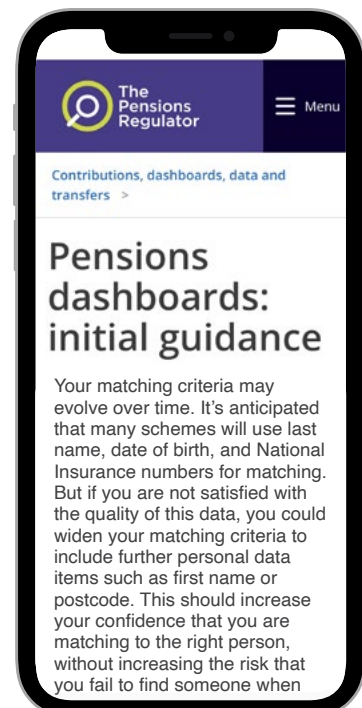 The
Pensions
Regulator
Menu
Contributions, dashboards, data and
transfers >
Pensions
dashboards:
initial guidance
Your matching criteria may
evolve over time. It’s anticipated
that many schemes will use last
name, date of birth, and National
Insurance numbers for matching.
But if you are not satisfied with
the quality of this data, you could
widen your matching criteria to
include further personal data
items such as first name or
postcode. This should increase
your confidence that you are
matching to the right person,
without increasing the risk that
you fail to find someone when